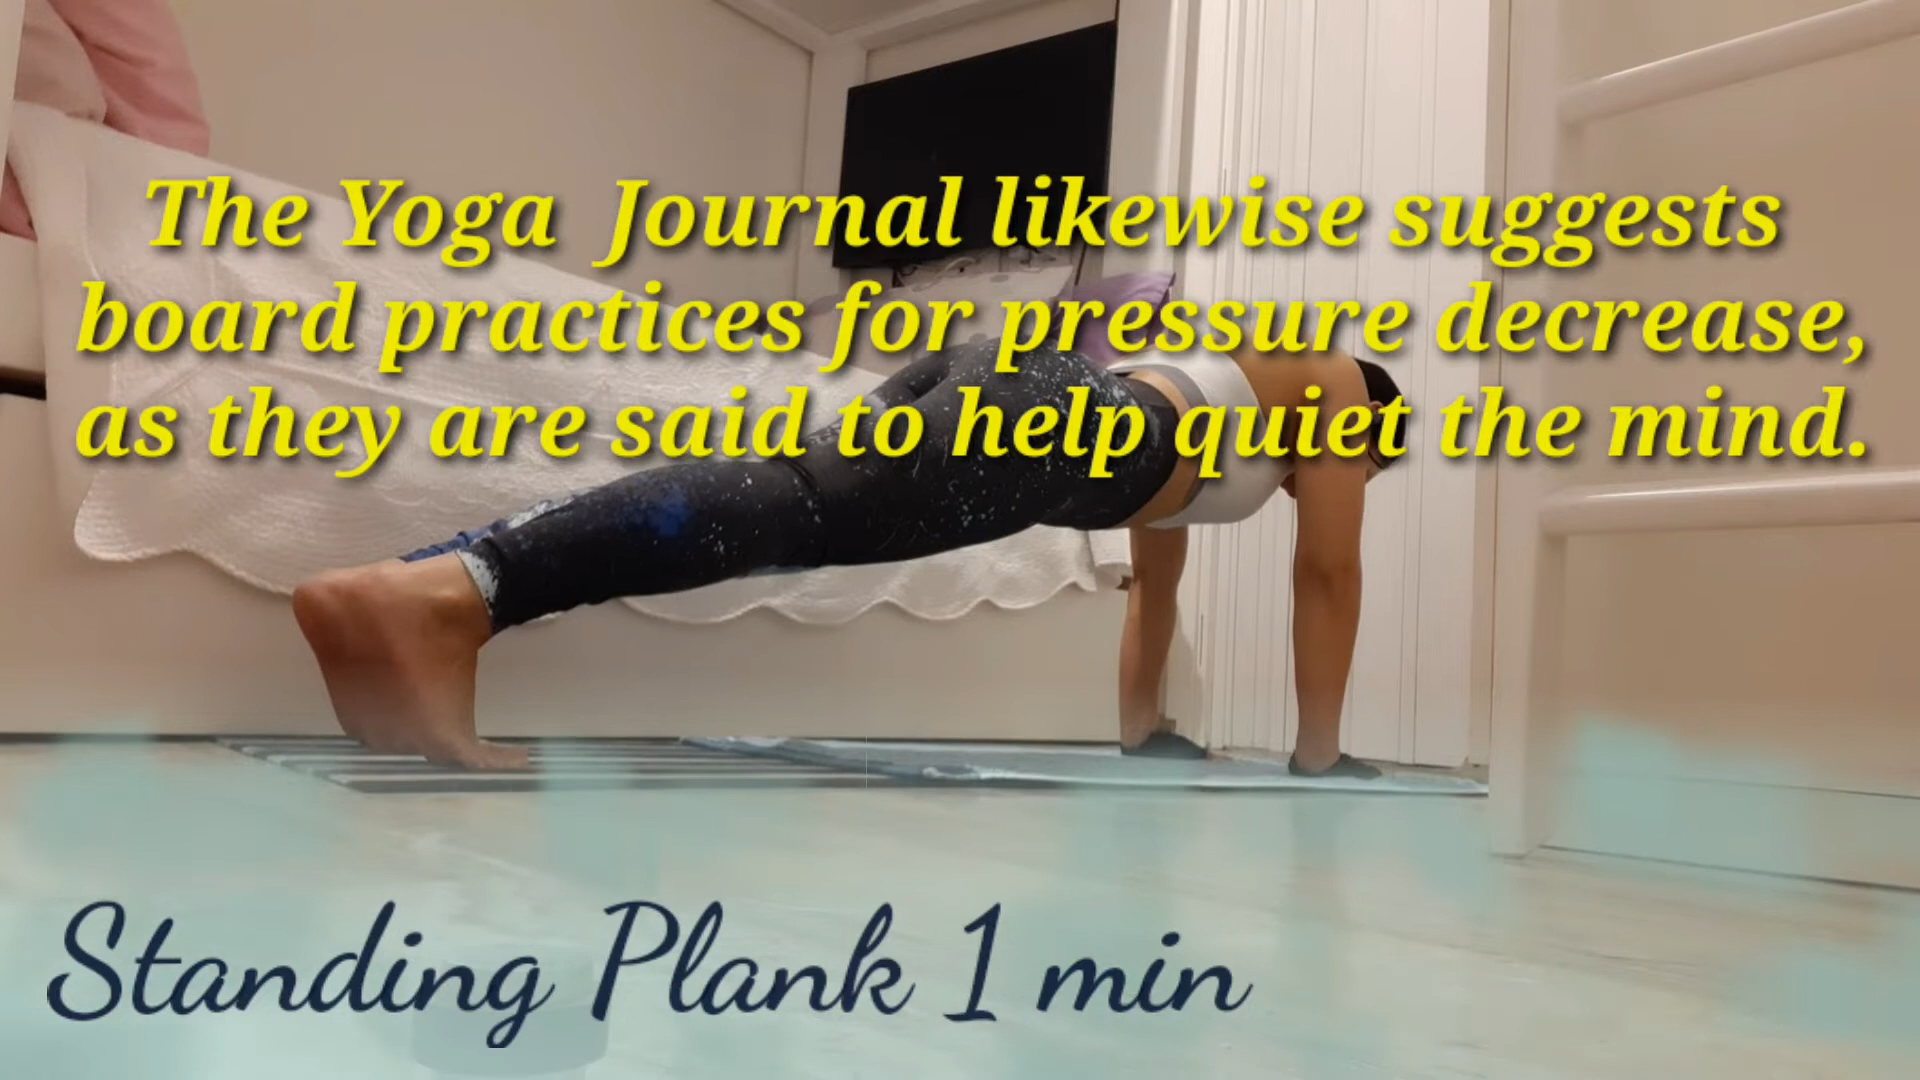 The Yoga Journal likewise suggests
board practices for pressure decrease,
as they are said to help quiet the mind.
Standing Plank 1 min